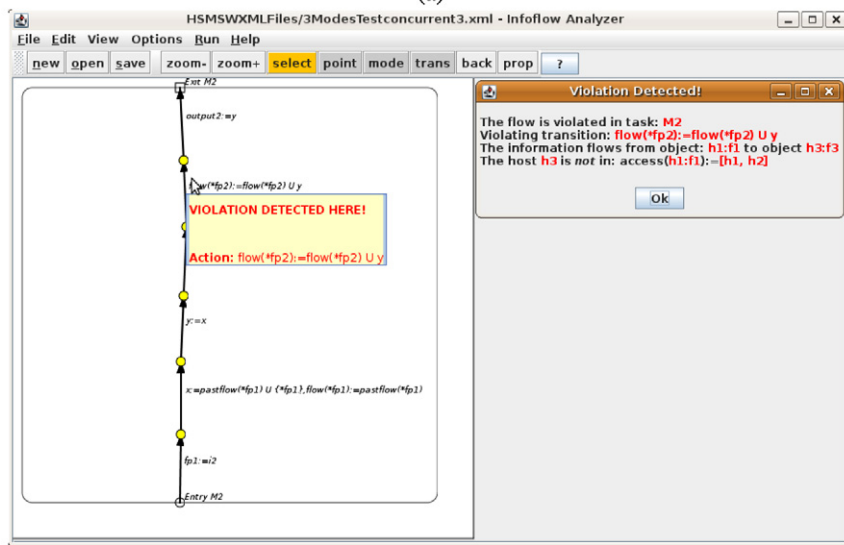 (a)
HSMSWXMLFiles/3ModesTestconcurrent3.xml - Infoflow Analyzer
File Edit View Options Run Help
new open save zoom- zoom+ select point mode trans back prop ?
Exit M2
output2:=y
flow(*fp2):=flow(*fp2) U y
VIOLATION DETECTED HERE!
Action: flow(*fp2):=flow(*fp2) U y
y:=x
x:=pastflow(*fp1) U {*fp1},flow(*fp1):=pastflow(*fp1)
fp1:=i2
Entry M2
Violation Detected!
The flow is violated in task: M2
Violating transition: flow(*fp2):=flow(*fp2) U y
The information flows from object: h1:f1 to object h3:f3
The host h3 is not in: access(h1:f1):=[h1, h2]
Ok